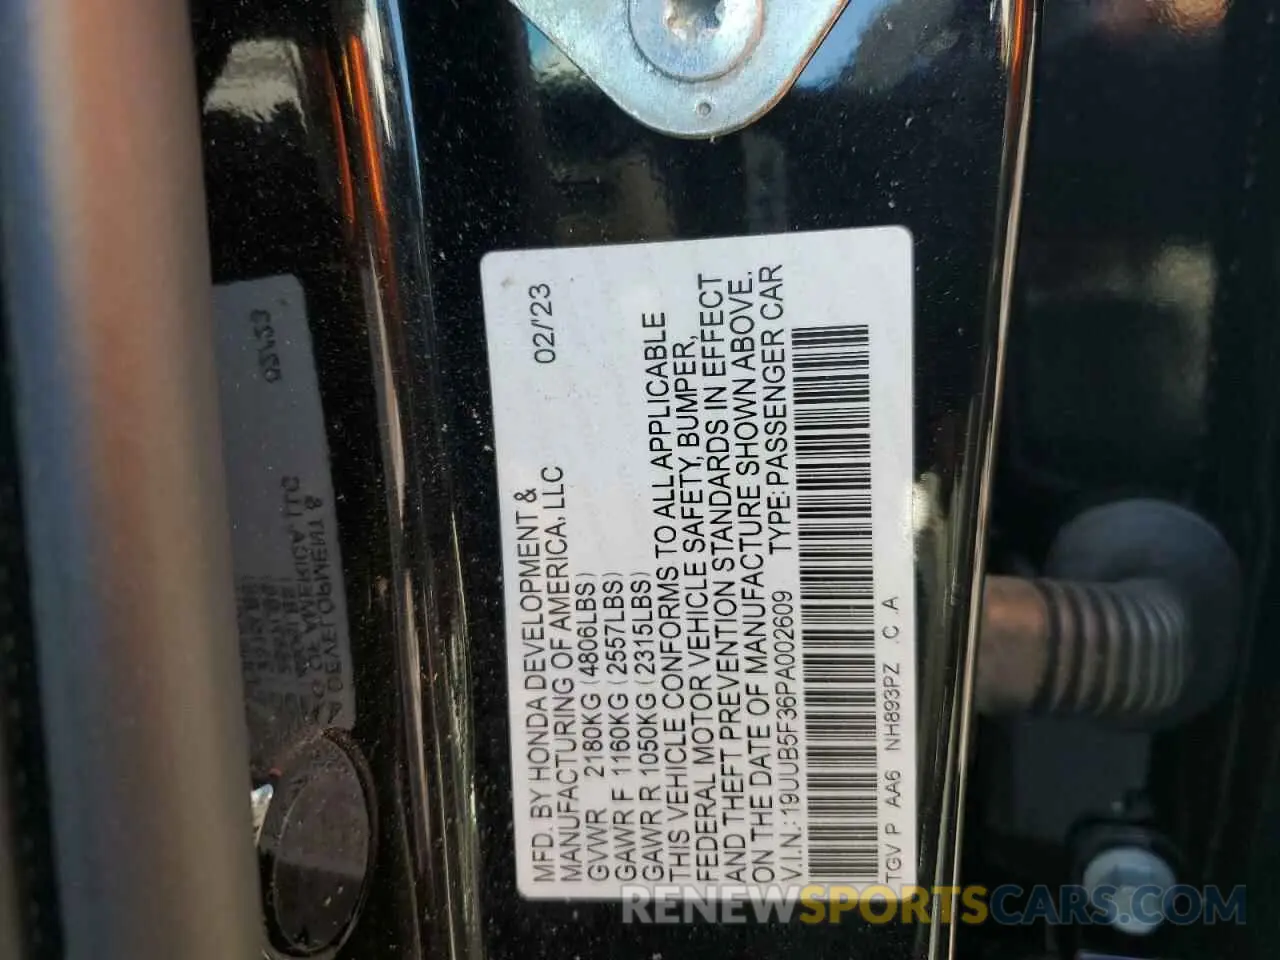 MFD. BY HONDA DEVELOPMENT &
MANUFACTURING OF AMERICA, LLC 02/'23
GVWR 2180KG (4806LBS)
GAWR F 1160KG (2557LBS)
GAWR R 1050KG (2315LBS)
THIS VEHICLE CONFORMS TO ALL APPLICABLE
FEDERAL MOTOR VEHICLE SAFETY, BUMPER,
AND THEFT PREVENTION STANDARDS IN EFFECT
ON THE DATE OF MANUFACTURE SHOWN ABOVE.
V.I.N.: 19UUB5F36PA002609 TYPE: PASSENGER CAR
TGV P AA6 NH893PZ .C .A
RENEWSPORTSCARS.COM